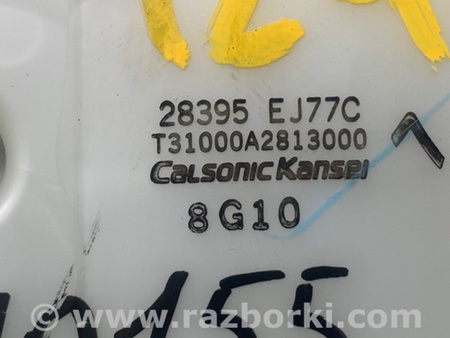 28395 EJ77C
T31000A2813000
CalsonicKansei
8G10
www.razborki.com